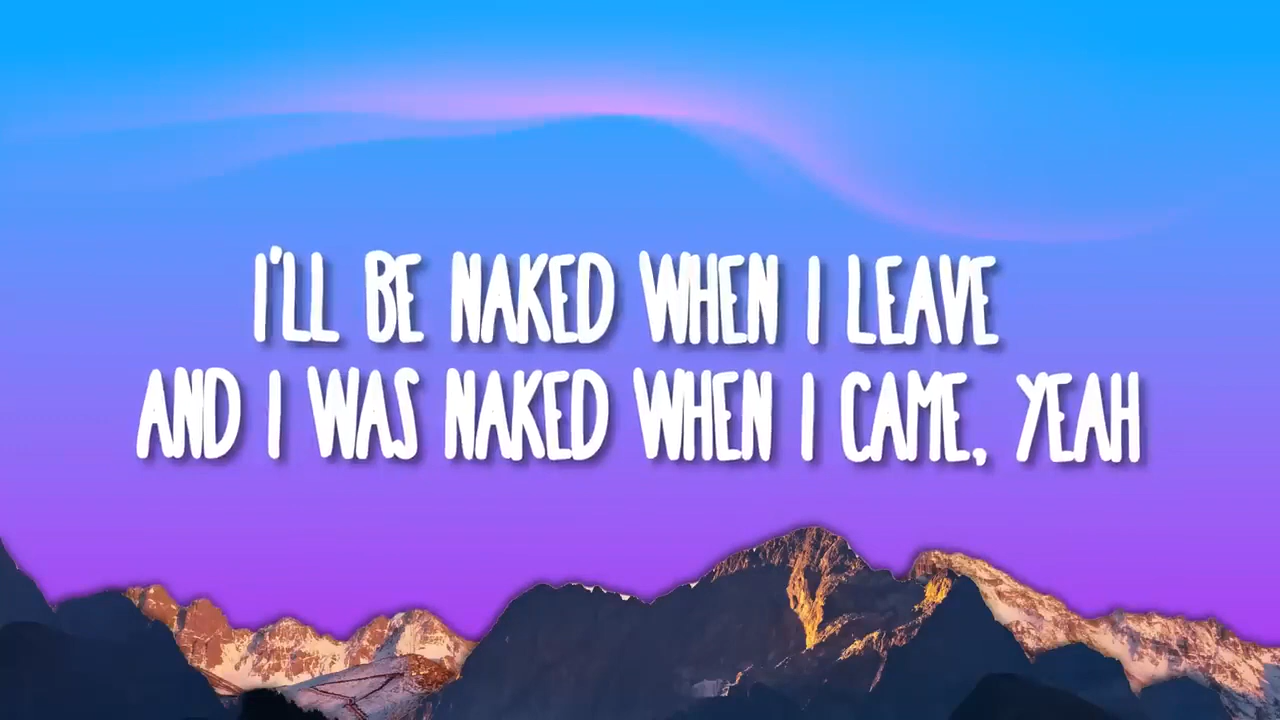 I'LL BE NAKED WHEN I LEAVE
AND I WAS NAKED WHEN I CAME, YEAH